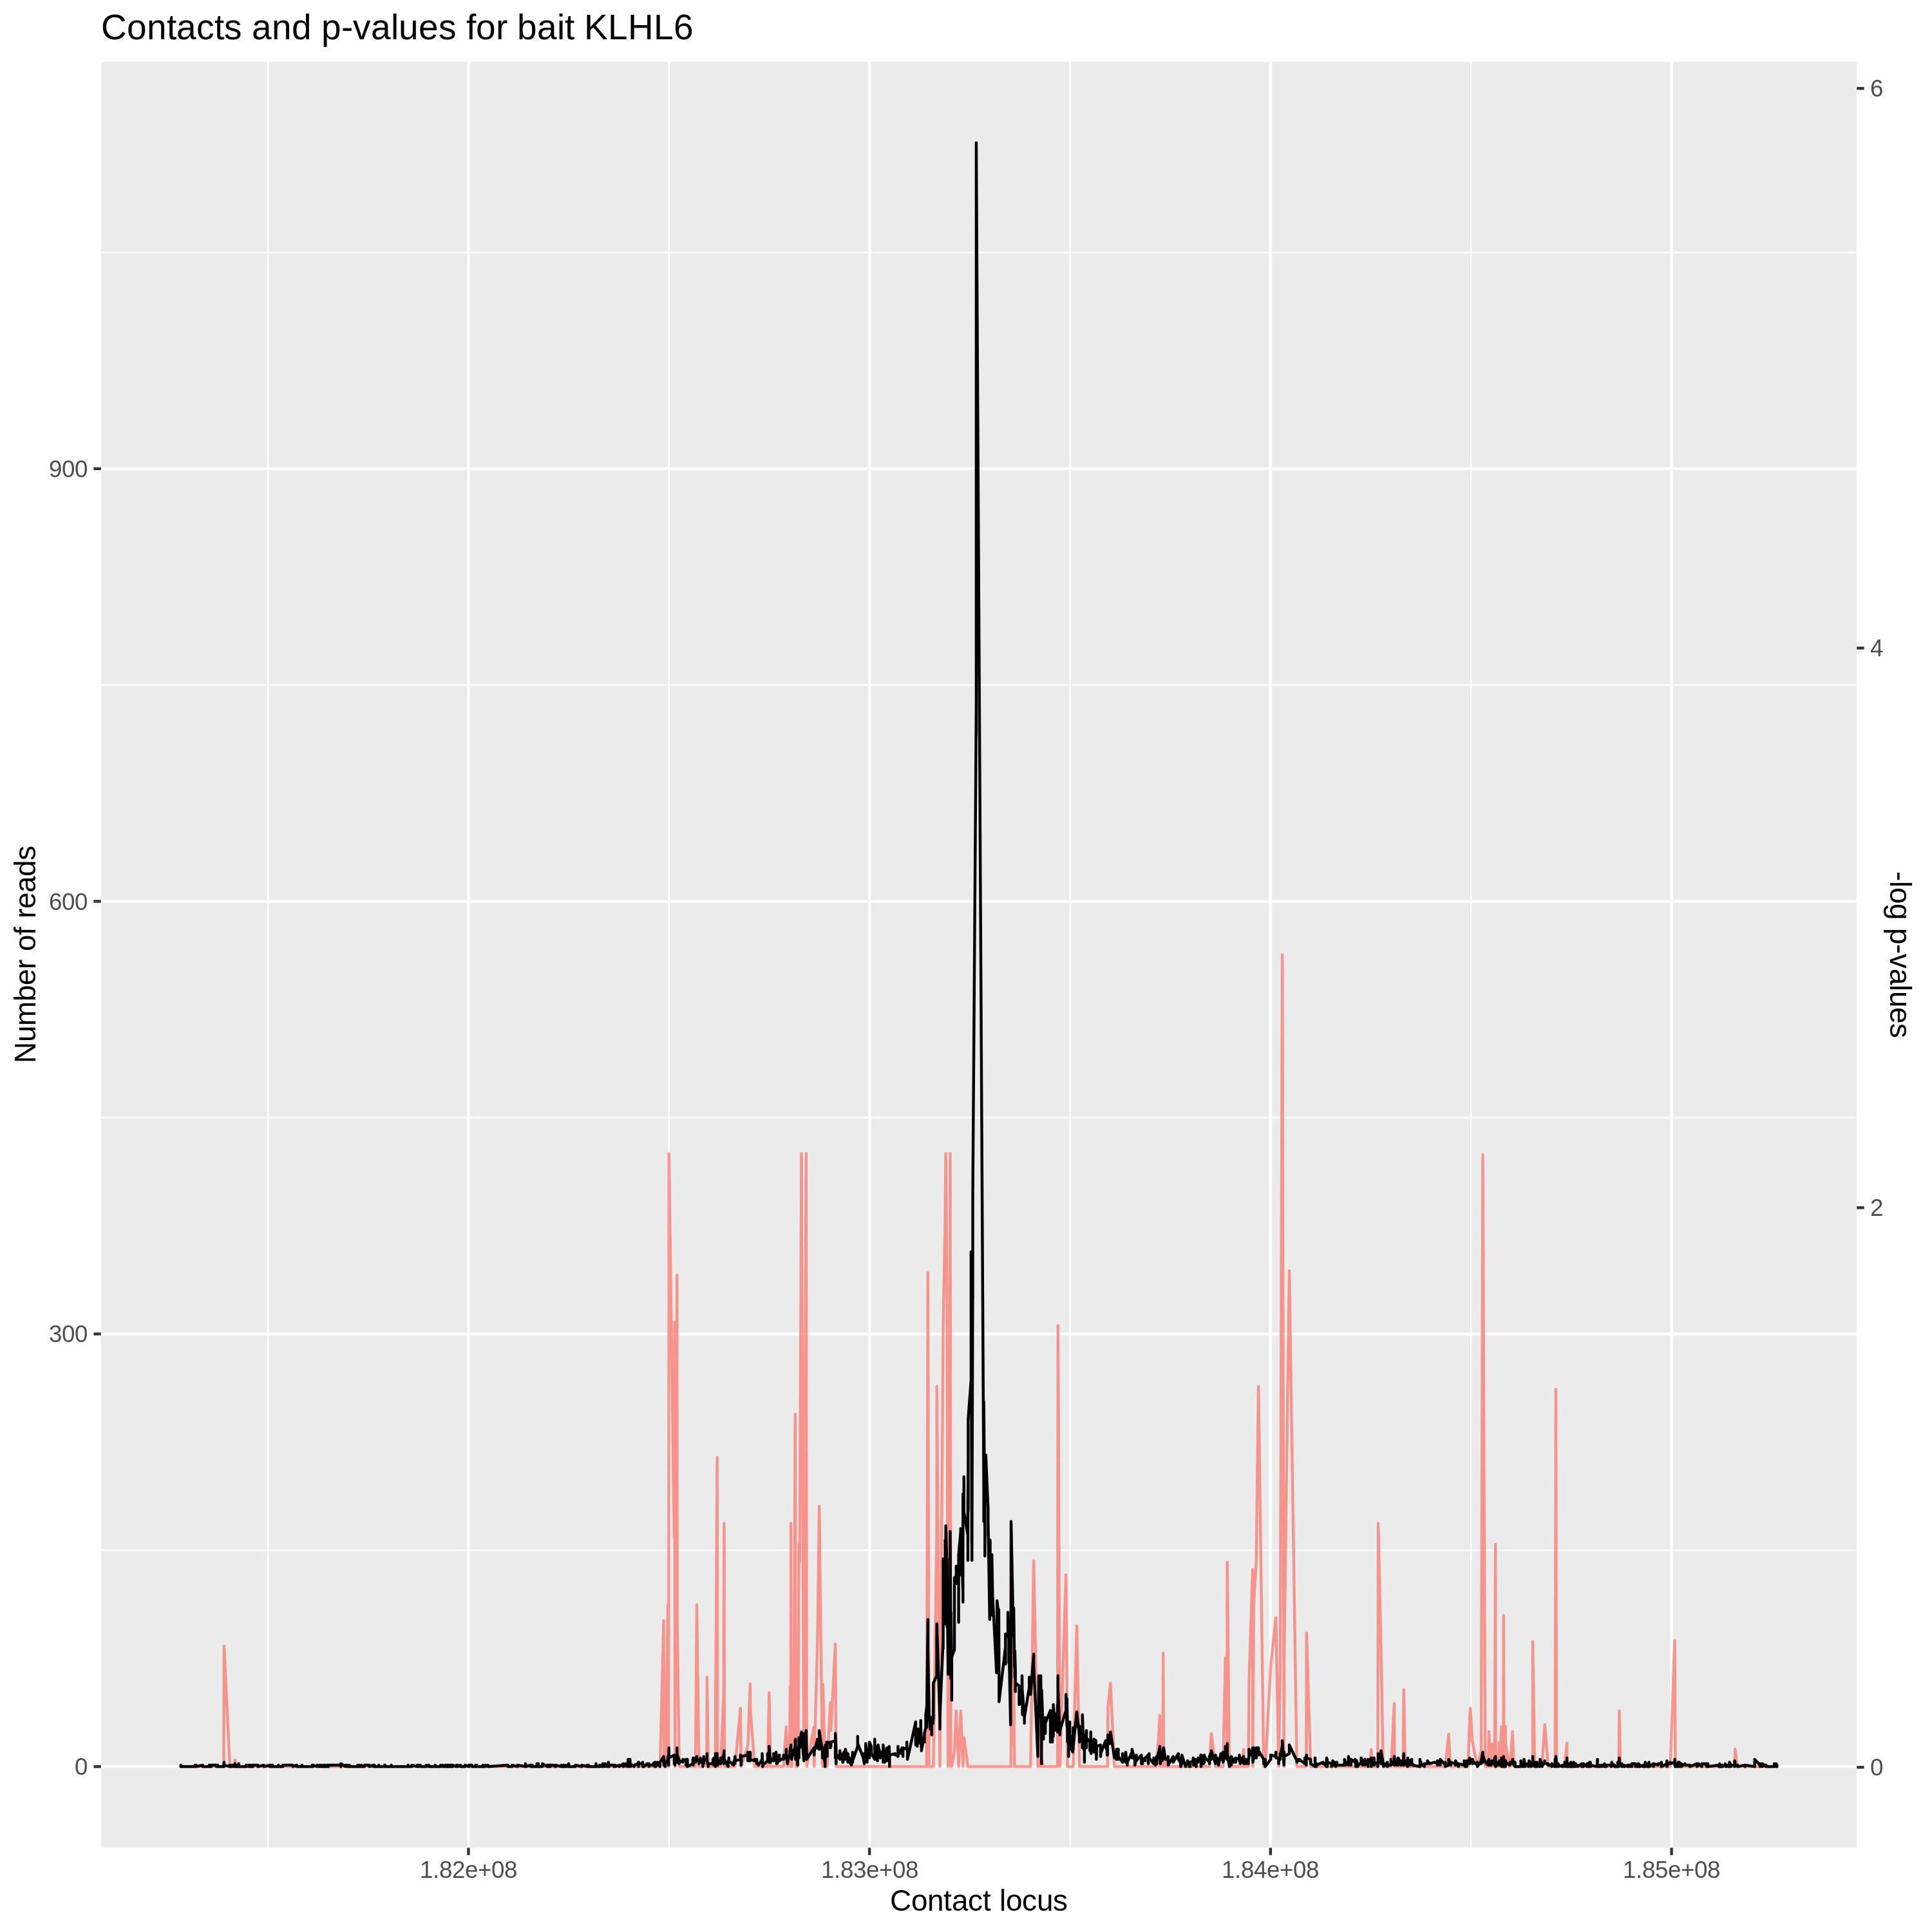 Contacts and p-values for bait KLHL6
6
900
4
600
Number of reads
-log p-values
2
300
0
0
1.82e+08
1.83e+08
1.84e+08
1.85e+08
Contact locus